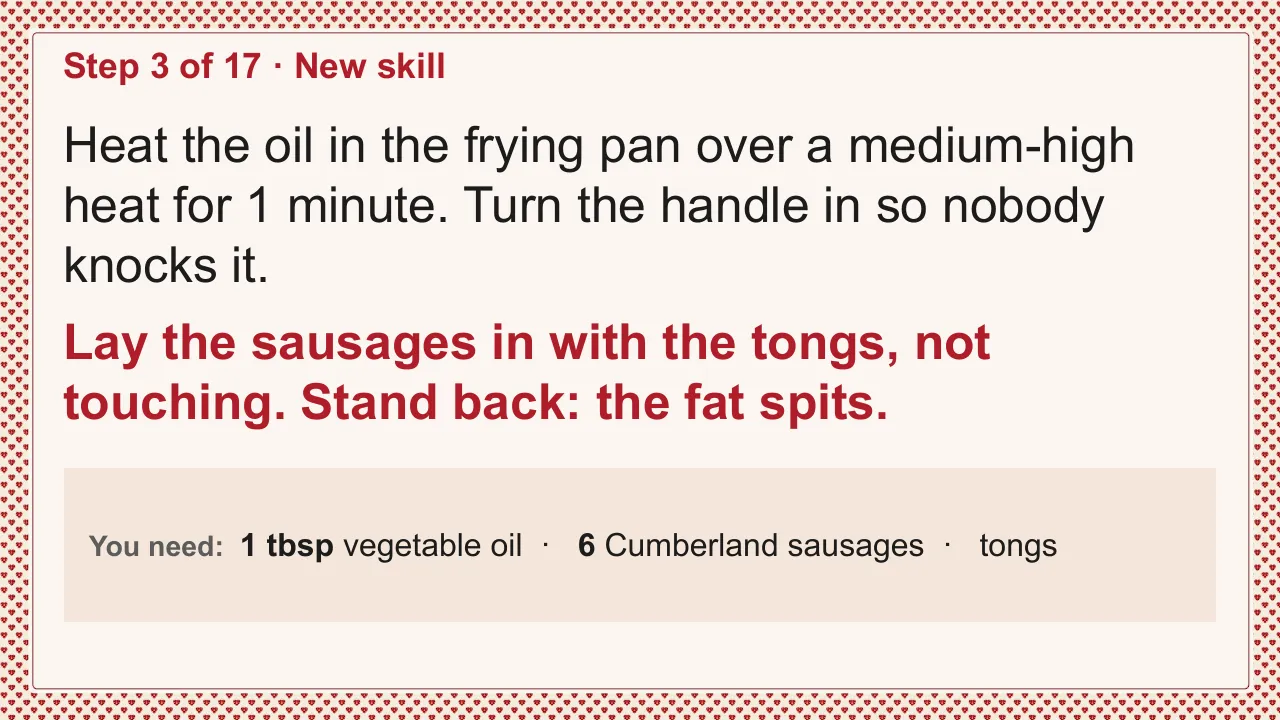 Step 3 of 17 · New skill
Heat the oil in the frying pan over a medium-high
heat for 1 minute. Turn the handle in so nobody
knocks it.
Lay the sausages in with the tongs, not
touching. Stand back: the fat spits.
You need: 1 tbsp vegetable oil · 6 Cumberland sausages · tongs